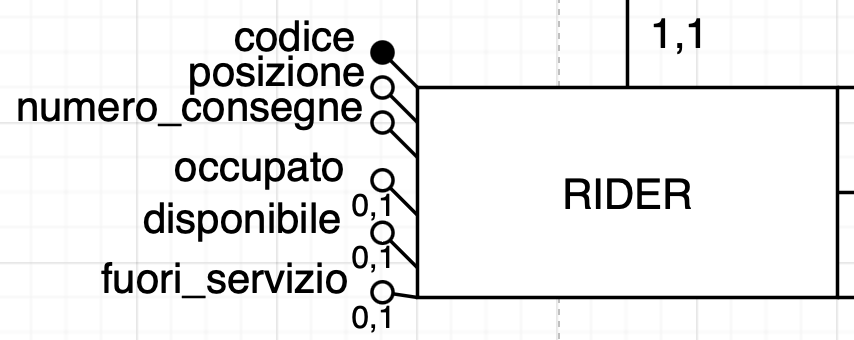 codice
1,1
posizione
numero_consegne
occupato
0,1
RIDER
disponibile
0,1
fuori_servizio
0,1